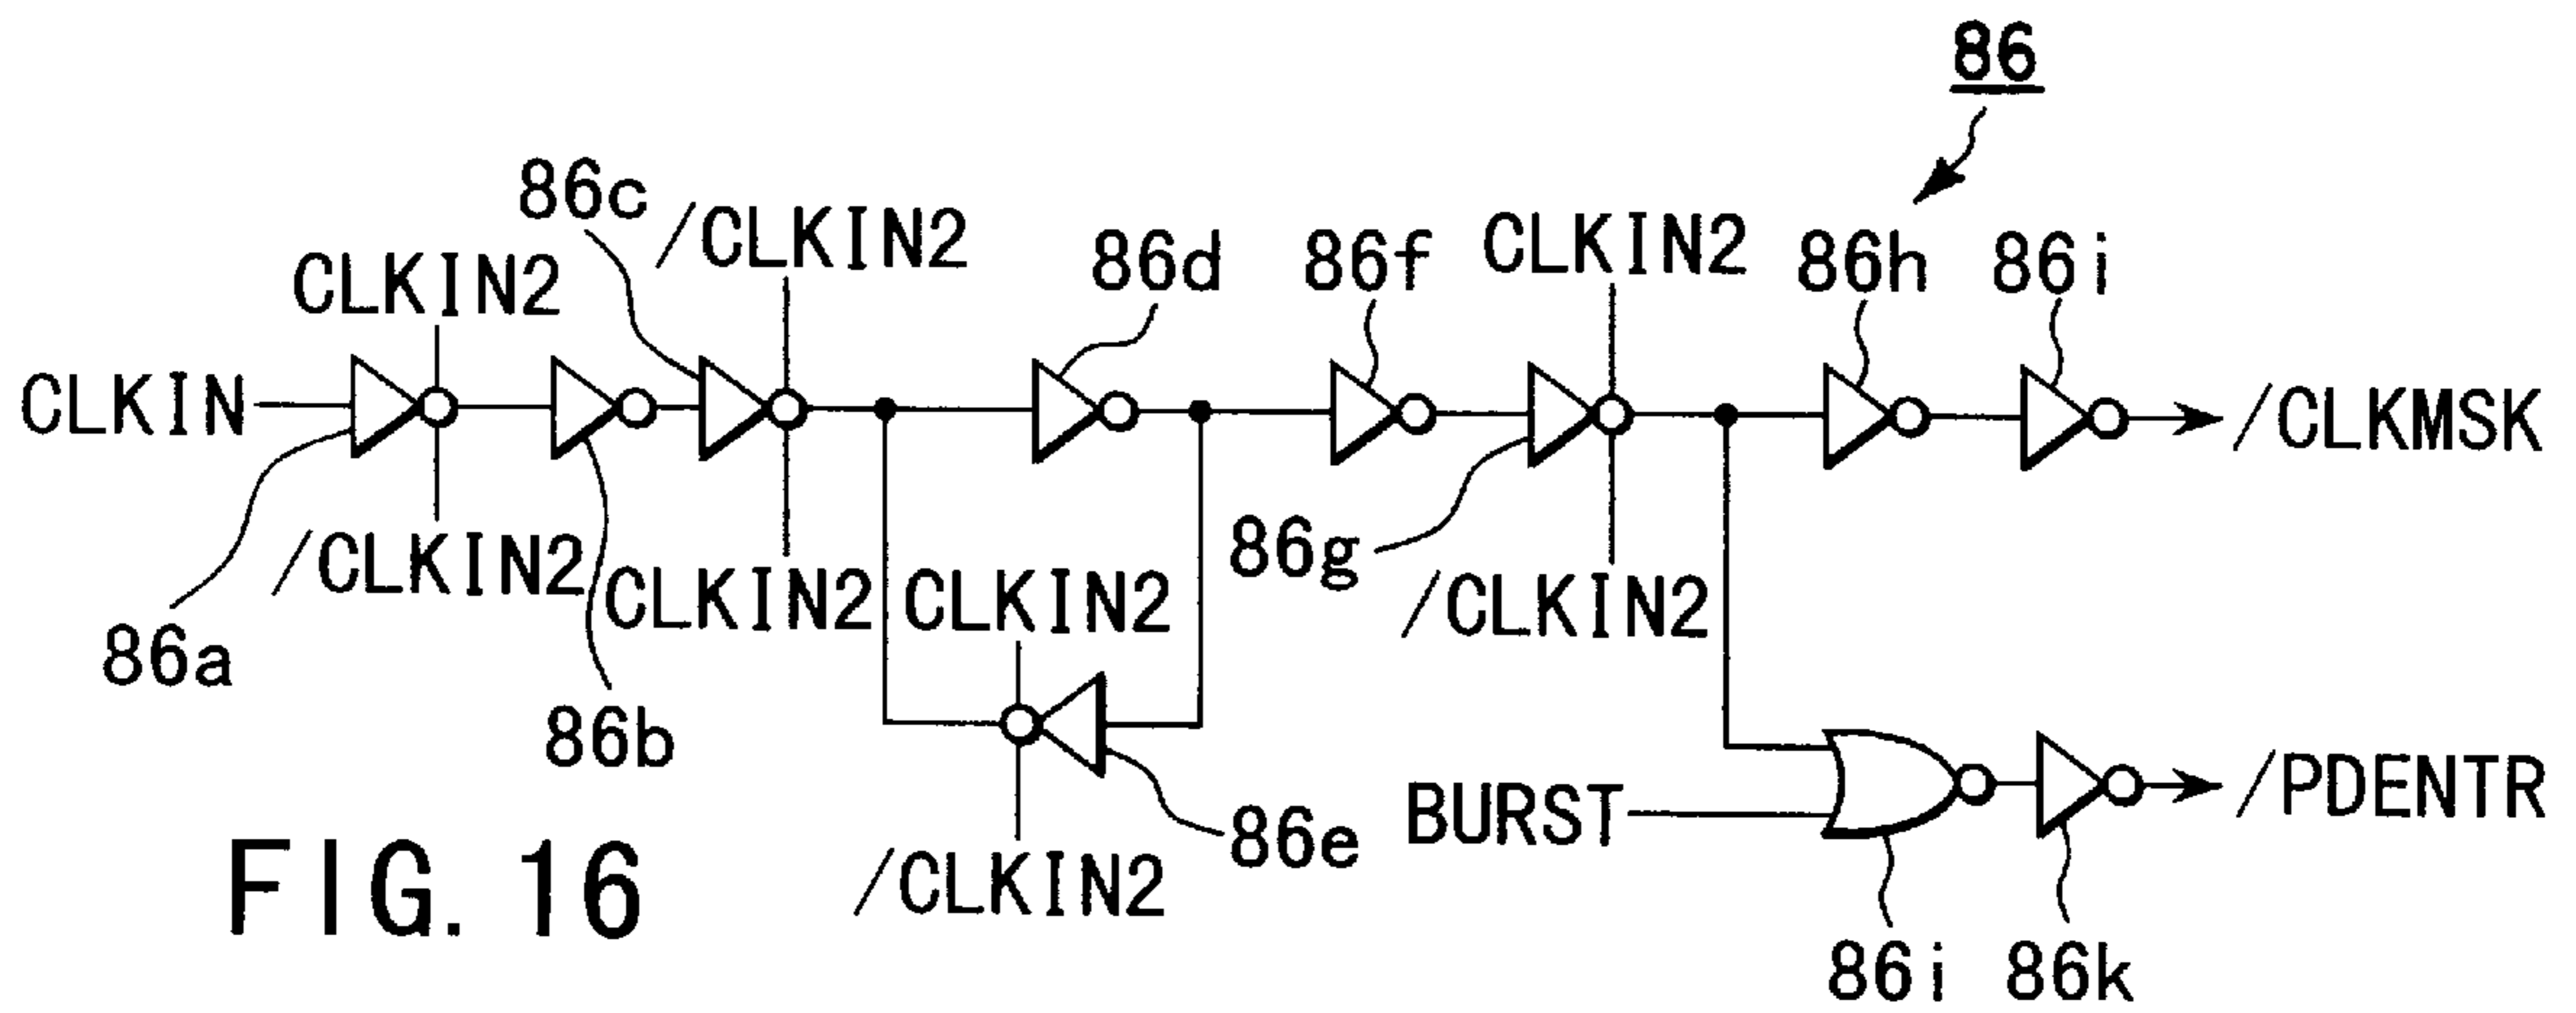 86
86c
/CLKIN2
CLKIN2
86d
86f
CLKIN2
86h
86i
CLKIN
/CLKMSK
/CLKIN2
CLKIN2
CLKIN2
86g
/CLKIN2
86a
86b
BURST
/PDENTR
86e
/CLKIN2
86i
86k
FIG. 16